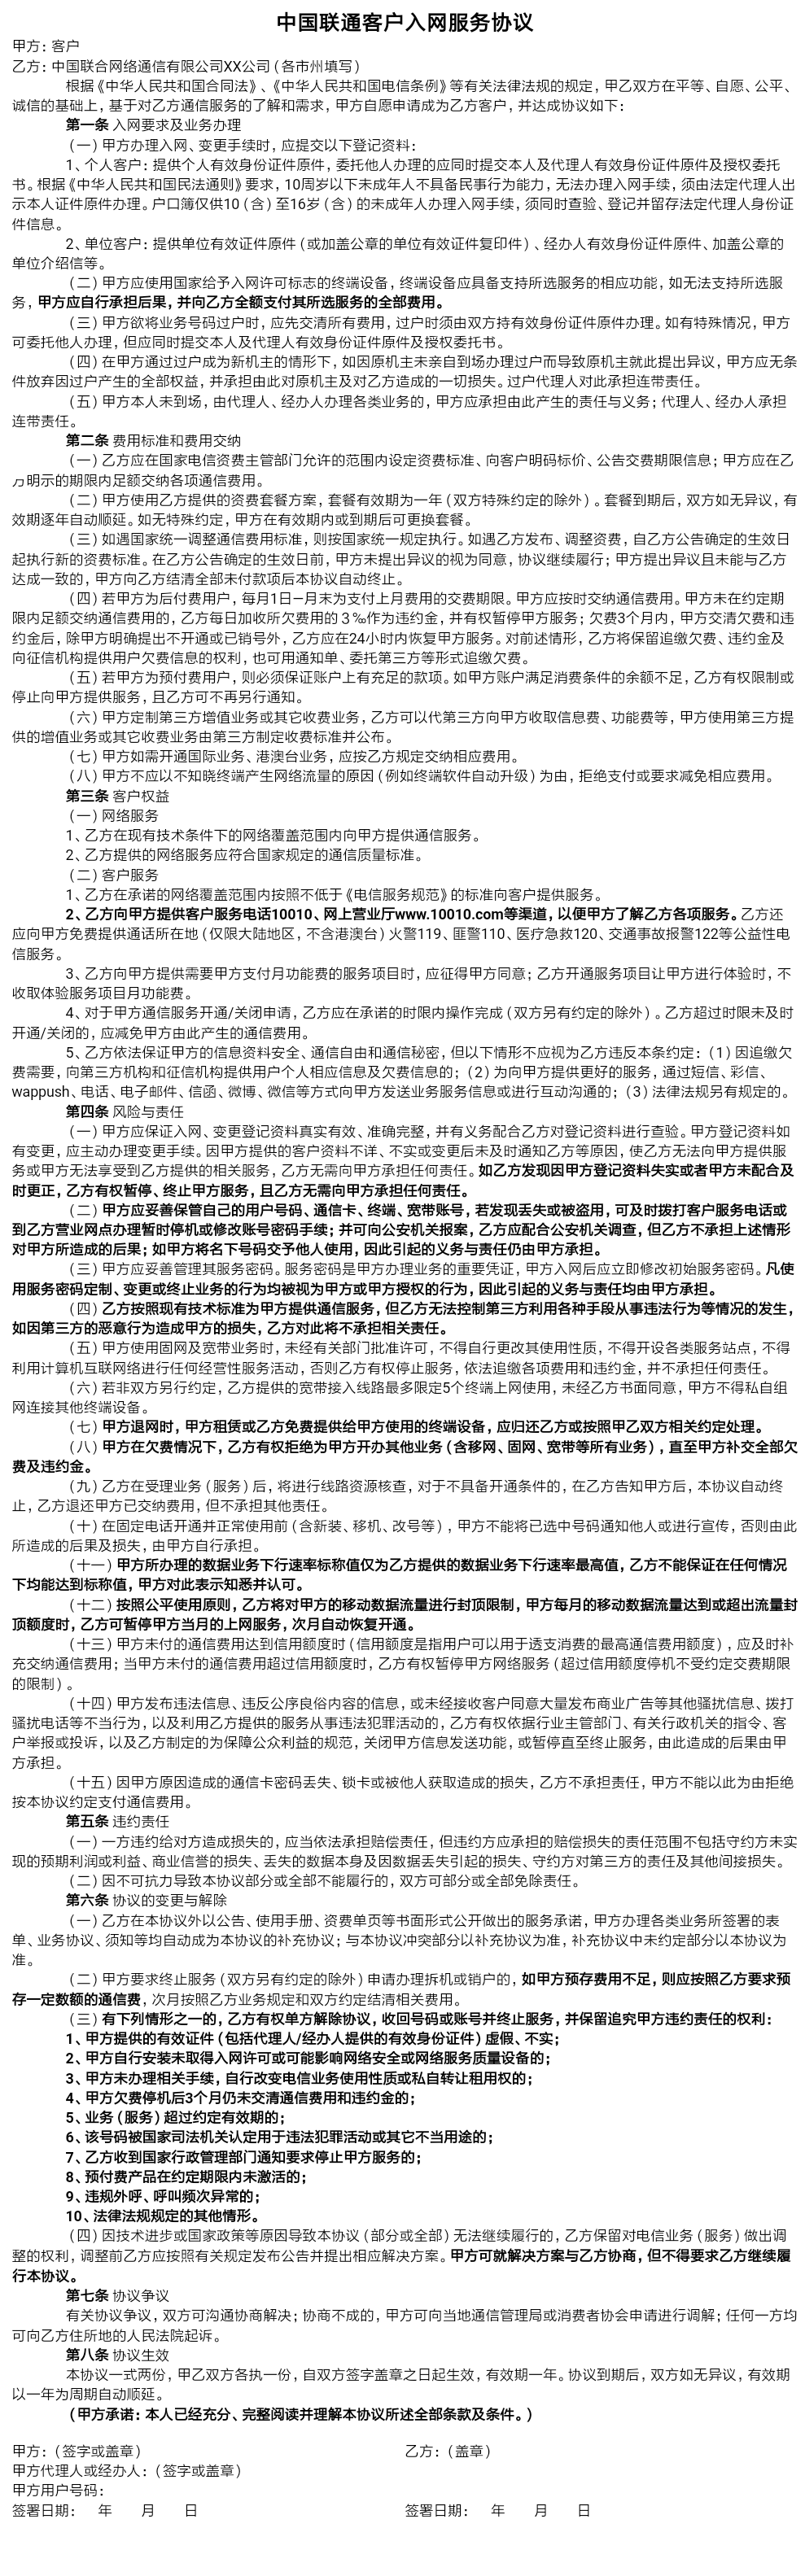 中国联通客户入网服务协议
甲方：客户
乙方：中国联合网络通信有限公司XX公司（各市州填写）
根据《中华人民共和国合同法》、《中华人民共和国电信条例》等有关法律法规的规定，甲乙双方在平等、自愿、公平、
诚信的基础上，基于对乙方通信服务的了解和需求，甲方自愿申请成为乙方客户，并达成协议如下：
第一条 入网要求及业务办理
（一）甲方办理入网、变更手续时，应提交以下登记资料：
1、个人客户：提供个人有效身份证件原件，委托他人办理的应同时提交本人及代理人有效身份证件原件及授权委托
书。根据《中华人民共和国民法通则》要求，10周岁以下未成年人不具备民事行为能力，无法办理入网手续，须由法定代理人出
示本人证件原件办理。户口簿仅供10（含）至16岁（含）的未成年人办理入网手续，须同时查验、登记并留存法定代理人身份证
件信息。
2、单位客户：提供单位有效证件原件（或加盖公章的单位有效证件复印件）、经办人有效身份证件原件、加盖公章的
单位介绍信等。
（二）甲方应使用国家给予入网许可标志的终端设备，终端设备应具备支持所选服务的相应功能，如无法支持所选服
务，甲方应自行承担后果，并向乙方全额支付其所选服务的全部费用。
（三）甲方欲将业务号码过户时，应先交清所有费用，过户时须由双方持有效身份证件原件办理。如有特殊情况，甲方
可委托他人办理，但应同时提交本人及代理人有效身份证件原件及授权委托书。
（四）在甲方通过过户成为新机主的情形下，如因原机主未亲自到场办理过户而导致原机主就此提出异议，甲方应无条
件放弃因过户产生的全部权益，并承担由此对原机主及对乙方造成的一切损失。过户代理人对此承担连带责任。
（五）甲方本人未到场，由代理人、经办人办理各类业务的，甲方应承担由此产生的责任与义务；代理人、经办人承担
连带责任。
第二条 费用标准和费用交纳
（一）乙方应在国家电信资费主管部门允许的范围内设定资费标准、向客户明码标价、公告交费期限信息；甲方应在乙
方明示的期限内足额交纳各项通信费用。
（二）甲方使用乙方提供的资费套餐方案，套餐有效期为一年（双方特殊约定的除外）。套餐到期后，双方如无异议，有
效期逐年自动顺延。如无特殊约定，甲方在有效期内或到期后可更换套餐。
（三）如遇国家统一调整通信费用标准，则按国家统一规定执行。如遇乙方发布、调整资费，自乙方公告确定的生效日
起执行新的资费标准。在乙方公告确定的生效日前，甲方未提出异议的视为同意，协议继续履行；甲方提出异议且未能与乙方
达成一致的，甲方向乙方结清全部未付款项后本协议自动终止。
（四）若甲方为后付费用户，每月1日—月末为支付上月费用的交费期限。甲方应按时交纳通信费用。甲方未在约定期
限内足额交纳通信费用的，乙方每日加收所欠费用的３‰作为违约金，并有权暂停甲方服务；欠费3个月内，甲方交清欠费和违
约金后，除甲方明确提出不开通或已销号外，乙方应在24小时内恢复甲方服务。对前述情形，乙方将保留追缴欠费、违约金及
向征信机构提供用户欠费信息的权利，也可用通知单、委托第三方等形式追缴欠费。
（五）若甲方为预付费用户，则必须保证账户上有充足的款项。如甲方账户满足消费条件的余额不足，乙方有权限制或
停止向甲方提供服务，且乙方可不再另行通知。
（六）甲方定制第三方增值业务或其它收费业务，乙方可以代第三方向甲方收取信息费、功能费等，甲方使用第三方提
供的增值业务或其它收费业务由第三方制定收费标准并公布。
（七）甲方如需开通国际业务、港澳台业务，应按乙方规定交纳相应费用。
（八）甲方不应以不知晓终端产生网络流量的原因（例如终端软件自动升级）为由，拒绝支付或要求减免相应费用。
第三条 客户权益
（一）网络服务
1、乙方在现有技术条件下的网络覆盖范围内向甲方提供通信服务。
2、乙方提供的网络服务应符合国家规定的通信质量标准。
（二）客户服务
1、乙方在承诺的网络覆盖范围内按照不低于《电信服务规范》的标准向客户提供服务。
2、乙方向甲方提供客户服务电话10010、网上营业厅www.10010.com等渠道，以便甲方了解乙方各项服务。乙方还
应向甲方免费提供通话所在地（仅限大陆地区，不含港澳台）火警119、匪警110、医疗急救120、交通事故报警122等公益性电
信服务。
3、乙方向甲方提供需要甲方支付月功能费的服务项目时，应征得甲方同意；乙方开通服务项目让甲方进行体验时，不
收取体验服务项目月功能费。
4、对于甲方通信服务开通/关闭申请，乙方应在承诺的时限内操作完成（双方另有约定的除外）。乙方超过时限未及时
开通/关闭的，应减免甲方由此产生的通信费用。
5、乙方依法保证甲方的信息资料安全、通信自由和通信秘密，但以下情形不应视为乙方违反本条约定：（1）因追缴欠
费需要，向第三方机构和征信机构提供用户个人相应信息及欠费信息的；（2）为向甲方提供更好的服务，通过短信、彩信、
wappush、电话、电子邮件、信函、微博、微信等方式向甲方发送业务服务信息或进行互动沟通的；（3）法律法规另有规定的。
第四条 风险与责任
（一）甲方应保证入网、变更登记资料真实有效、准确完整，并有义务配合乙方对登记资料进行查验。甲方登记资料如
有变更，应主动办理变更手续。因甲方提供的客户资料不详、不实或变更后未及时通知乙方等原因，使乙方无法向甲方提供服
务或甲方无法享受到乙方提供的相关服务，乙方无需向甲方承担任何责任。如乙方发现因甲方登记资料失实或者甲方未配合及
时更正，乙方有权暂停、终止甲方服务，且乙方无需向甲方承担任何责任。
（二）甲方应妥善保管自己的用户号码、通信卡、终端、宽带账号，若发现丢失或被盗用，可及时拨打客户服务电话或
到乙方营业网点办理暂时停机或修改账号密码手续；并可向公安机关报案，乙方应配合公安机关调查，但乙方不承担上述情形
对甲方所造成的后果；如甲方将名下号码交予他人使用，因此引起的义务与责任仍由甲方承担。
（三）甲方应妥善管理其服务密码。服务密码是甲方办理业务的重要凭证，甲方入网后应立即修改初始服务密码。凡使
用服务密码定制、变更或终止业务的行为均被视为甲方或甲方授权的行为，因此引起的义务与责任均由甲方承担。
（四）乙方按照现有技术标准为甲方提供通信服务，但乙方无法控制第三方利用各种手段从事违法行为等情况的发生，
如因第三方的恶意行为造成甲方的损失，乙方对此将不承担相关责任。
（五）甲方使用固网及宽带业务时，未经有关部门批准许可，不得自行更改其使用性质，不得开设各类服务站点，不得
利用计算机互联网络进行任何经营性服务活动，否则乙方有权停止服务，依法追缴各项费用和违约金，并不承担任何责任。
（六）若非双方另行约定，乙方提供的宽带接入线路最多限定5个终端上网使用，未经乙方书面同意，甲方不得私自组
网连接其他终端设备。
（七）甲方退网时，甲方租赁或乙方免费提供给甲方使用的终端设备，应归还乙方或按照甲乙双方相关约定处理。
（八）甲方在欠费情况下，乙方有权拒绝为甲方开办其他业务（含移网、固网、宽带等所有业务），直至甲方补交全部欠
费及违约金。
（九）乙方在受理业务（服务）后，将进行线路资源核查，对于不具备开通条件的，在乙方告知甲方后，本协议自动终
止，乙方退还甲方已交纳费用，但不承担其他责任。
（十）在固定电话开通并正常使用前（含新装、移机、改号等），甲方不能将已选中号码通知他人或进行宣传，否则由此
所造成的后果及损失，由甲方自行承担。
（十一）甲方所办理的数据业务下行速率标称值仅为乙方提供的数据业务下行速率最高值，乙方不能保证在任何情况
下均能达到标称值，甲方对此表示知悉并认可。
（十二）按照公平使用原则，乙方将对甲方的移动数据流量进行封顶限制，甲方每月的移动数据流量达到或超出流量封
顶额度时，乙方可暂停甲方当月的上网服务，次月自动恢复开通。
（十三）甲方未付的通信费用达到信用额度时（信用额度是指用户可以用于透支消费的最高通信费用额度），应及时补
充交纳通信费用；当甲方未付的通信费用超过信用额度时，乙方有权暂停甲方网络服务（超过信用额度停机不受约定交费期限
的限制）。
（十四）甲方发布违法信息、违反公序良俗内容的信息，或未经接收客户同意大量发布商业广告等其他骚扰信息、拨打
骚扰电话等不当行为，以及利用乙方提供的服务从事违法犯罪活动的，乙方有权依据行业主管部门、有关行政机关的指令、客
户举报或投诉，以及乙方制定的为保障公众利益的规范，关闭甲方信息发送功能，或暂停直至终止服务，由此造成的后果由甲
方承担。
（十五）因甲方原因造成的通信卡密码丢失、锁卡或被他人获取造成的损失，乙方不承担责任，甲方不能以此为由拒绝
按本协议约定支付通信费用。
第五条 违约责任
（一）一方违约给对方造成损失的，应当依法承担赔偿责任，但违约方应承担的赔偿损失的责任范围不包括守约方未实
现的预期利润或利益、商业信誉的损失、丢失的数据本身及因数据丢失引起的损失、守约方对第三方的责任及其他间接损失。
（二）因不可抗力导致本协议部分或全部不能履行的，双方可部分或全部免除责任。
第六条 协议的变更与解除
（一）乙方在本协议外以公告、使用手册、资费单页等书面形式公开做出的服务承诺，甲方办理各类业务所签署的表
单、业务协议、须知等均自动成为本协议的补充协议；与本协议冲突部分以补充协议为准，补充协议中未约定部分以本协议为
准。
（二）甲方要求终止服务（双方另有约定的除外）申请办理拆机或销户的，如甲方预存费用不足，则应按照乙方要求预
存一定数额的通信费，次月按照乙方业务规定和双方约定结清相关费用。
（三）有下列情形之一的，乙方有权单方解除协议，收回号码或账号并终止服务，并保留追究甲方违约责任的权利：
1、甲方提供的有效证件（包括代理人/经办人提供的有效身份证件）虚假、不实；
2、甲方自行安装未取得入网许可或可能影响网络安全或网络服务质量设备的；
3、甲方未办理相关手续，自行改变电信业务使用性质或私自转让租用权的；
4、甲方欠费停机后3个月仍未交清通信费用和违约金的；
5、业务（服务）超过约定有效期的；
6、该号码被国家司法机关认定用于违法犯罪活动或其它不当用途的；
7、乙方收到国家行政管理部门通知要求停止甲方服务的；
8、预付费产品在约定期限内未激活的；
9、违规外呼、呼叫频次异常的；
10、法律法规规定的其他情形。
（四）因技术进步或国家政策等原因导致本协议（部分或全部）无法继续履行的，乙方保留对电信业务（服务）做出调
整的权利，调整前乙方应按照有关规定发布公告并提出相应解决方案。甲方可就解决方案与乙方协商，但不得要求乙方继续履
行本协议。
第七条 协议争议
有关协议争议，双方可沟通协商解决；协商不成的，甲方可向当地通信管理局或消费者协会申请进行调解；任何一方均
可向乙方住所地的人民法院起诉。
第八条 协议生效
本协议一式两份，甲乙双方各执一份，自双方签字盖章之日起生效，有效期一年。协议到期后，双方如无异议，有效期
以一年为周期自动顺延。
（甲方承诺：本人已经充分、完整阅读并理解本协议所述全部条款及条件。）
甲方：（签字或盖章） 乙方：（盖章）
甲方代理人或经办人：（签字或盖章）
甲方用户号码：
签署日期： 年 月 日 签署日期： 年 月 日